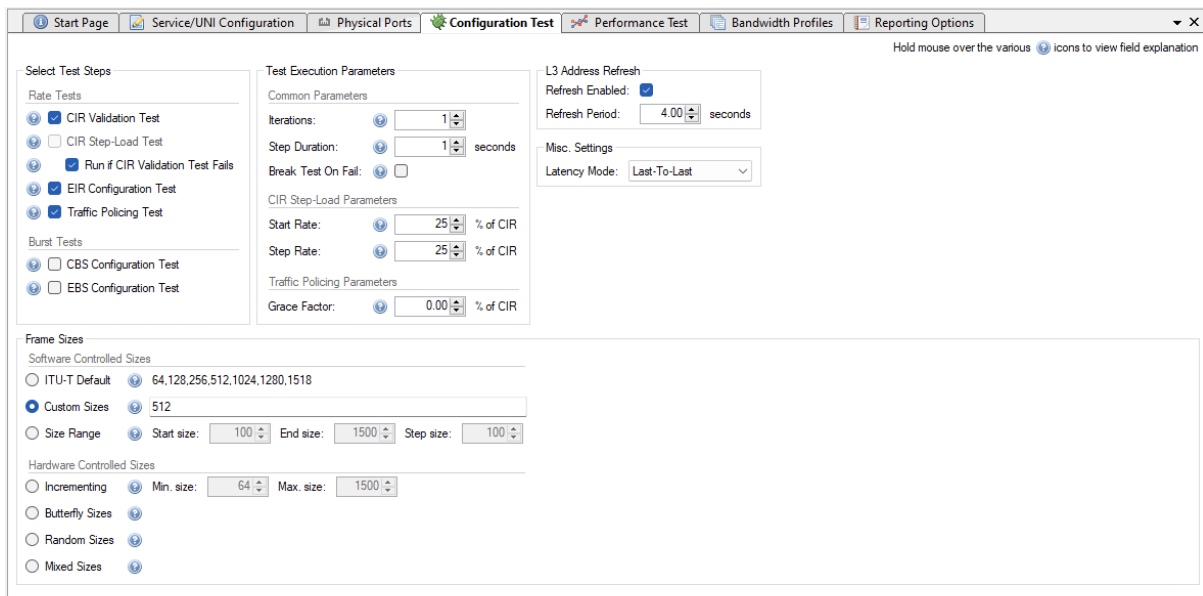 Start Page Service/UNI Configuration Physical Ports Configuration Test Performance Test Bandwidth Profiles Reporting Options
Hold mouse over the various icons to view field explanation
Select Test Steps
Rate Tests
CIR Validation Test
CIR Step-Load Test
Run if CIR Validation Test Fails
EIR Configuration Test
Traffic Policing Test
Burst Tests
CBS Configuration Test
EBS Configuration Test
Test Execution Parameters
Common Parameters
Iterations: 1
Step Duration: 1 seconds
Break Test On Fail:
CIR Step-Load Parameters
Start Rate: 25 % of CIR
Step Rate: 25 % of CIR
Traffic Policing Parameters
Grace Factor: 0.00 % of CIR
L3 Address Refresh
Refresh Enabled:
Refresh Period: 4.00 seconds
Misc. Settings
Latency Mode: Last-To-Last
Frame Sizes
Software Controlled Sizes
ITU-T Default 64,128,256,512,1024,1280,1518
Custom Sizes 512
Size Range Start size: 100 End size: 1500 Step size: 100
Hardware Controlled Sizes
Incrementing Min. size: 64 Max. size: 1500
Butterfly Sizes
Random Sizes
Mixed Sizes